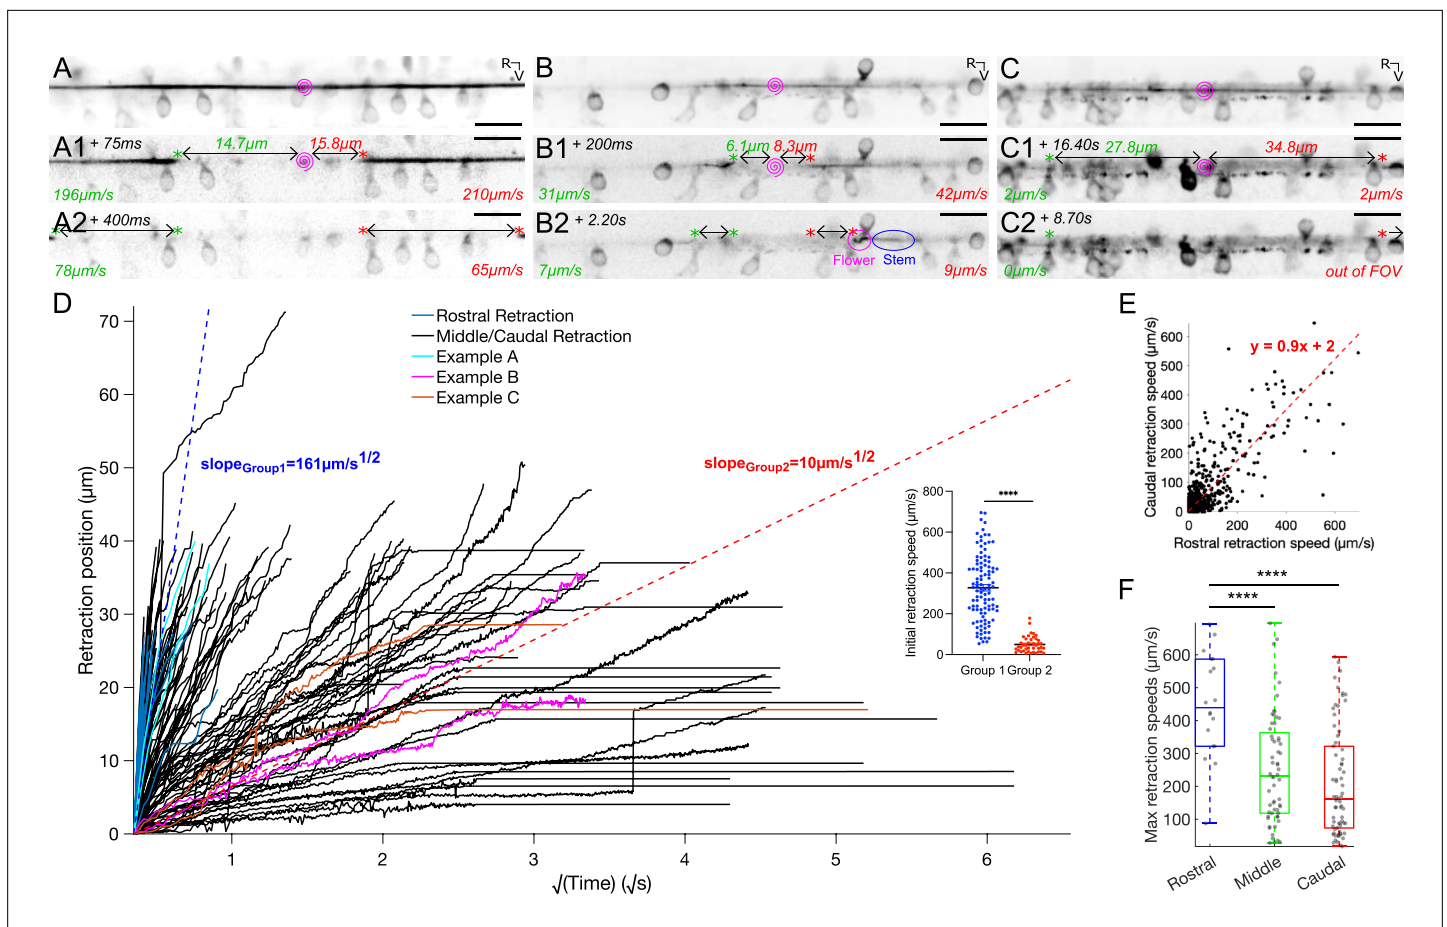 A
R
V
A1 + 75ms
14.7µm
15.8µm
196µm/s
210µm/s
A2 + 400ms
78µm/s
65µm/s
B
R
V
B1 + 200ms
6.1µm
8.3µm
31µm/s
42µm/s
B2 + 2.20s
Flower
Stem
7µm/s
9µm/s
C
R
V
C1 + 16.40s
27.8µm
34.8µm
2µm/s
2µm/s
C2 + 8.70s
0µm/s
out of FOV
D
Rostral Retraction
Middle/Caudal Retraction
Example A
Example B
Example C
slopeGroup1=161µm/s1/2
slopeGroup2=10µm/s1/2
Retraction position (µm)
70
60
50
40
30
20
10
0
1 2 3 4 5 6
√(Time) (√s)
Initial retraction speed (µm/s)
800
600
400
200
0
****
Group 1 Group 2
E
Caudal retraction speed (µm/s)
600
500
400
300
200
100
0
y = 0.9x + 2
0 200 400 600
Rostral retraction speed (µm/s)
F
****
****
Max retraction speeds (µm/s)
600
500
400
300
200
100
Rostral
Middle
Caudal